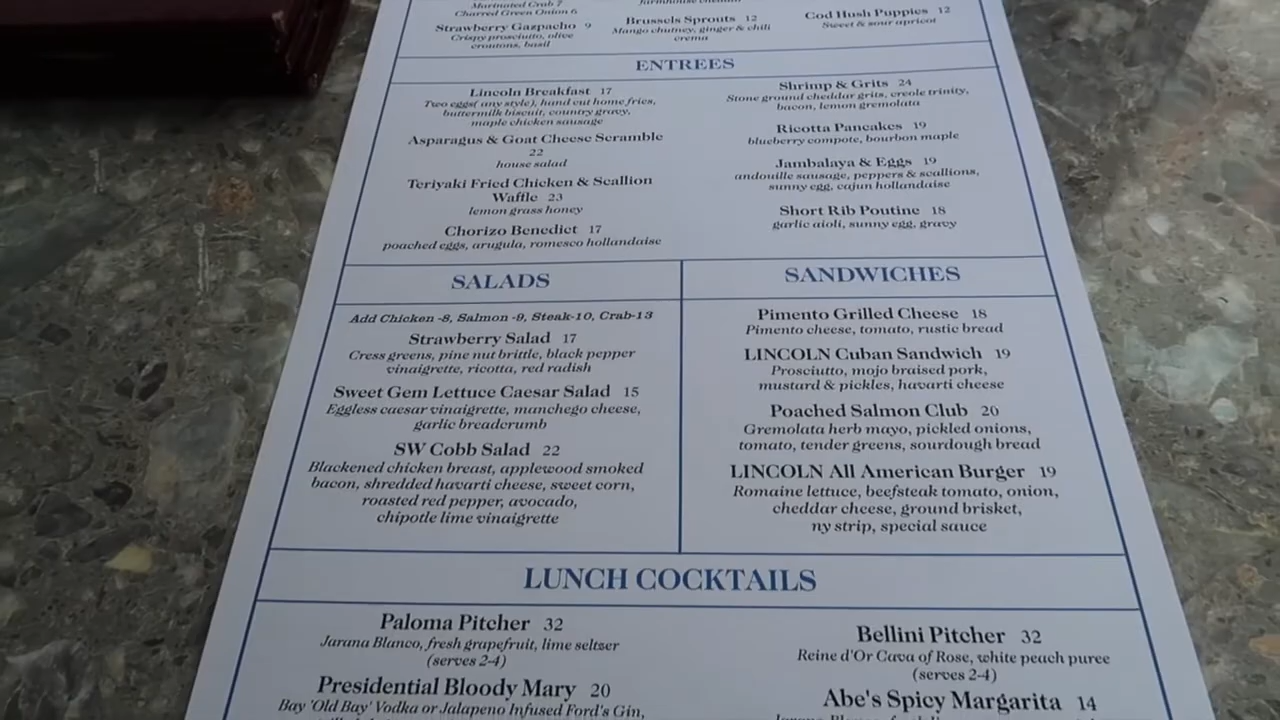 Marinated Crab 7
Charred Green Onion 6
Strawberry Gazpacho 9
Crispy prosciutto, olive
croutons, basil
Brussels Sprouts 12
Mango chutney, ginger & chili
crema
Cod Hush Puppies 12
Sweet & sour apricot
ENTREES
Lincoln Breakfast 17
Two eggs( any style), hand cut home fries,
buttermilk biscuit, country gravy,
maple chicken sausage
Asparagus & Goat Cheese Scramble
22
house salad
Teriyaki Fried Chicken & Scallion
Waffle 23
lemon grass honey
Chorizo Benedict 17
poached eggs, arugula, romesco hollandaise
Shrimp & Grits 24
Stone ground cheddar grits, creole trinity,
bacon, lemon gremolata
Ricotta Pancakes 19
blueberry compote, bourbon maple
Jambalaya & Eggs 19
andouille sausage, peppers & scallions,
sunny egg, cajun hollandaise
Short Rib Poutine 18
garlic aioli, sunny egg, gravy
SALADS
Add Chicken -8, Salmon -9, Steak-10, Crab-13
Strawberry Salad 17
Cress greens, pine nut brittle, black pepper
vinaigrette, ricotta, red radish
Sweet Gem Lettuce Caesar Salad 15
Eggless caesar vinaigrette, manchego cheese,
garlic breadcrumb
SW Cobb Salad 22
Blackened chicken breast, applewood smoked
bacon, shredded havarti cheese, sweet corn,
roasted red pepper, avocado,
chipotle lime vinaigrette
SANDWICHES
Pimento Grilled Cheese 18
Pimento cheese, tomato, rustic bread
LINCOLN Cuban Sandwich 19
Prosciutto, mojo braised pork,
mustard & pickles, havarti cheese
Poached Salmon Club 20
Gremolata herb mayo, pickled onions,
tomato, tender greens, sourdough bread
LINCOLN All American Burger 19
Romaine lettuce, beefsteak tomato, onion,
cheddar cheese, ground brisket,
ny strip, special sauce
LUNCH COCKTAILS
Paloma Pitcher 32
Jarana Blanco, fresh grapefruit, lime seltzer
(serves 2-4)
Presidential Bloody Mary 20
Bay 'Old Bay' Vodka or Jalapeno Infused Ford's Gin,
Bellini Pitcher 32
Reine d'Or Cava of Rose, white peach puree
(serves 2-4)
Abe's Spicy Margarita 14